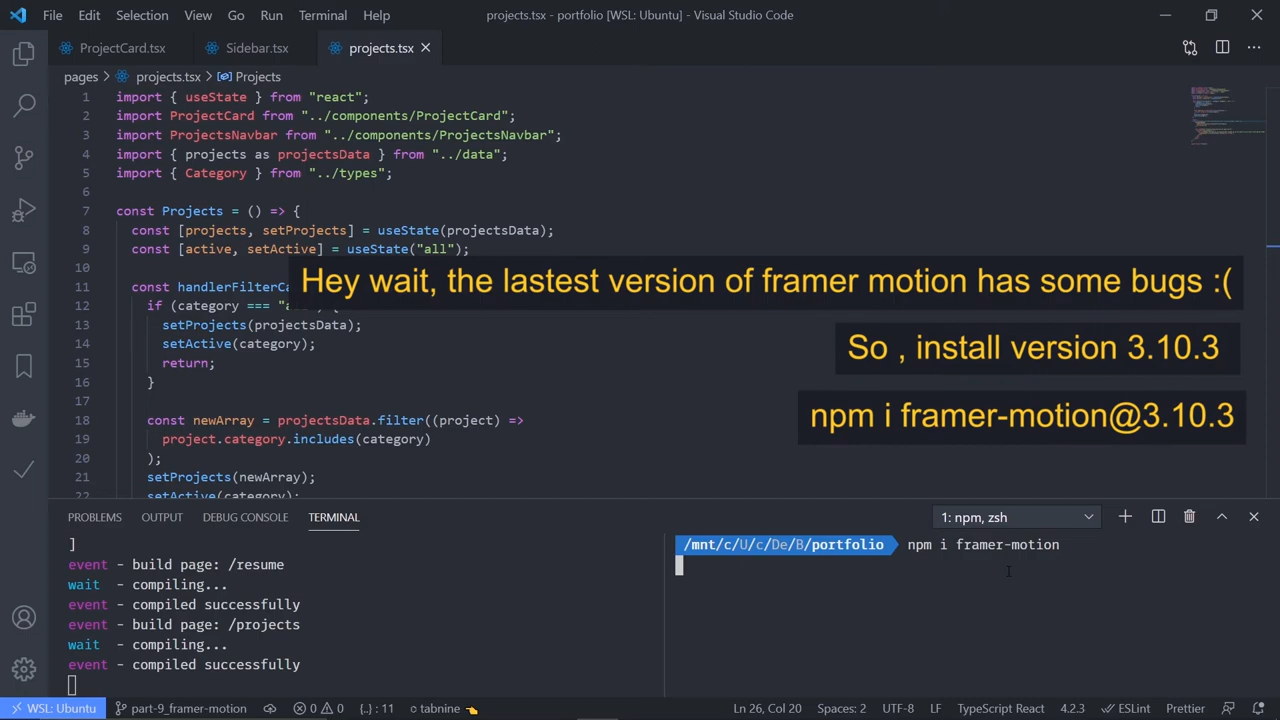 File Edit Selection View Go Run Terminal Help
projects.tsx - portfolio [WSL: Ubuntu] - Visual Studio Code
ProjectCard.tsx Sidebar.tsx projects.tsx
pages > projects.tsx > Projects
1 import { useState } from "react";
2 import ProjectCard from "../components/ProjectCard";
3 import ProjectsNavbar from "../components/ProjectsNavbar";
4 import { projects as projectsData } from "../data";
5 import { Category } from "../types";
6
7 const Projects = () => {
8 const [projects, setProjects] = useState(projectsData);
9 const [active, setActive] = useState("all");
10
11 const handlerFilterCa
12 if (category === "a
13 setProjects(projectsData);
14 setActive(category);
15 return;
16 }
17
18 const newArray = projectsData.filter((project) =>
19 project.category.includes(category)
20 );
21 setProjects(newArray);
22 setActive(category);
Hey wait, the lastest version of framer motion has some bugs :(
So , install version 3.10.3
npm i framer-motion@3.10.3
PROBLEMS OUTPUT DEBUG CONSOLE TERMINAL
1: npm, zsh
]
event - build page: /resume
wait - compiling...
event - compiled successfully
event - build page: /projects
wait - compiling...
event - compiled successfully
/mnt/c/U/c/De/B/portfolio npm i framer-motion
WSL: Ubuntu part-9_framer-motion 0 0 {..} : 11 tabnine Ln 26, Col 20 Spaces: 2 UTF-8 LF TypeScript React 4.2.3 ESLint Prettier